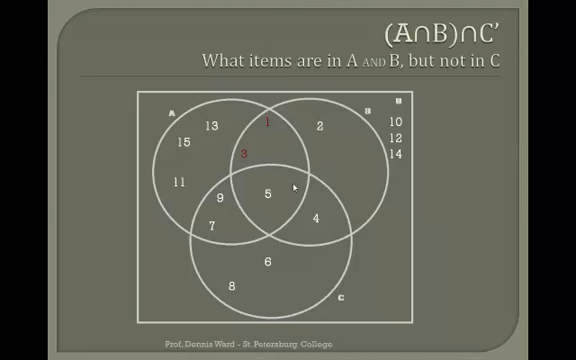 (A∩B)∩C’
What items are in A AND B, but not in C
A
B
U
1
10
13
2
12
15
3
14
11
5
9
4
7
6
8
C
Prof. Dennis Ward - St. Petersburg College